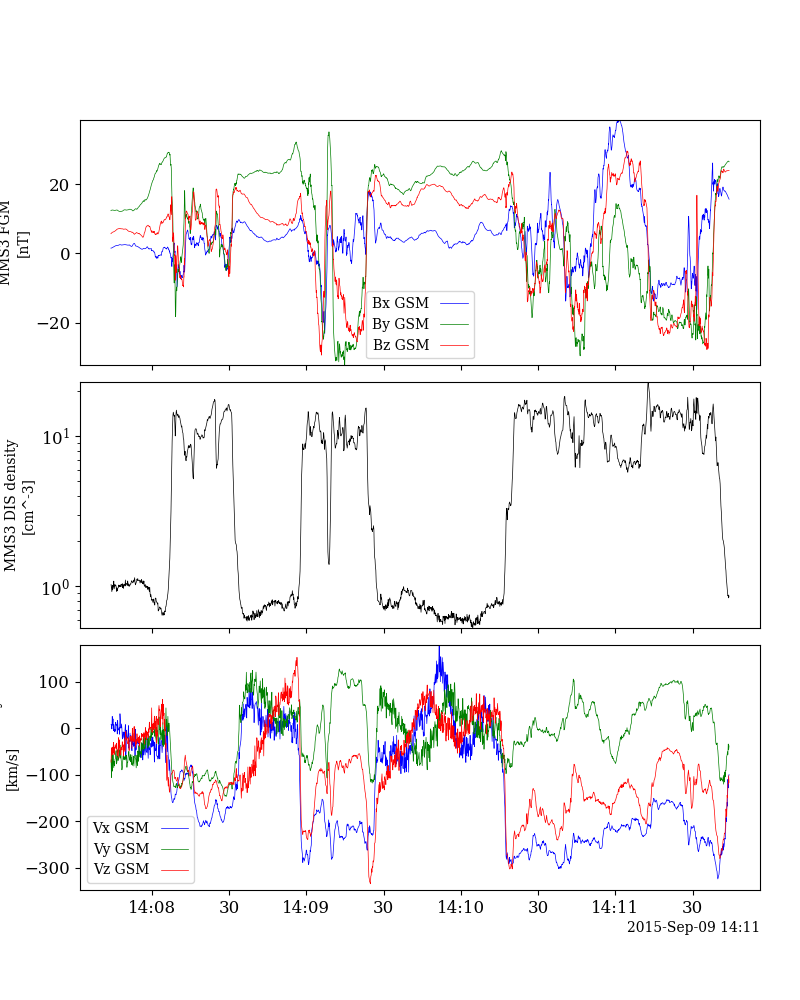 MMS3 FGM
[nT]
20
0
−20
Bx GSM
By GSM
Bz GSM
MMS3 DIS density
[cm^-3]
10^1
10^0
[km/s]
100
0
−100
−200
−300
Vx GSM
Vy GSM
Vz GSM
14:08 30 14:09 30 14:10 30 14:11 30
2015-Sep-09 14:11